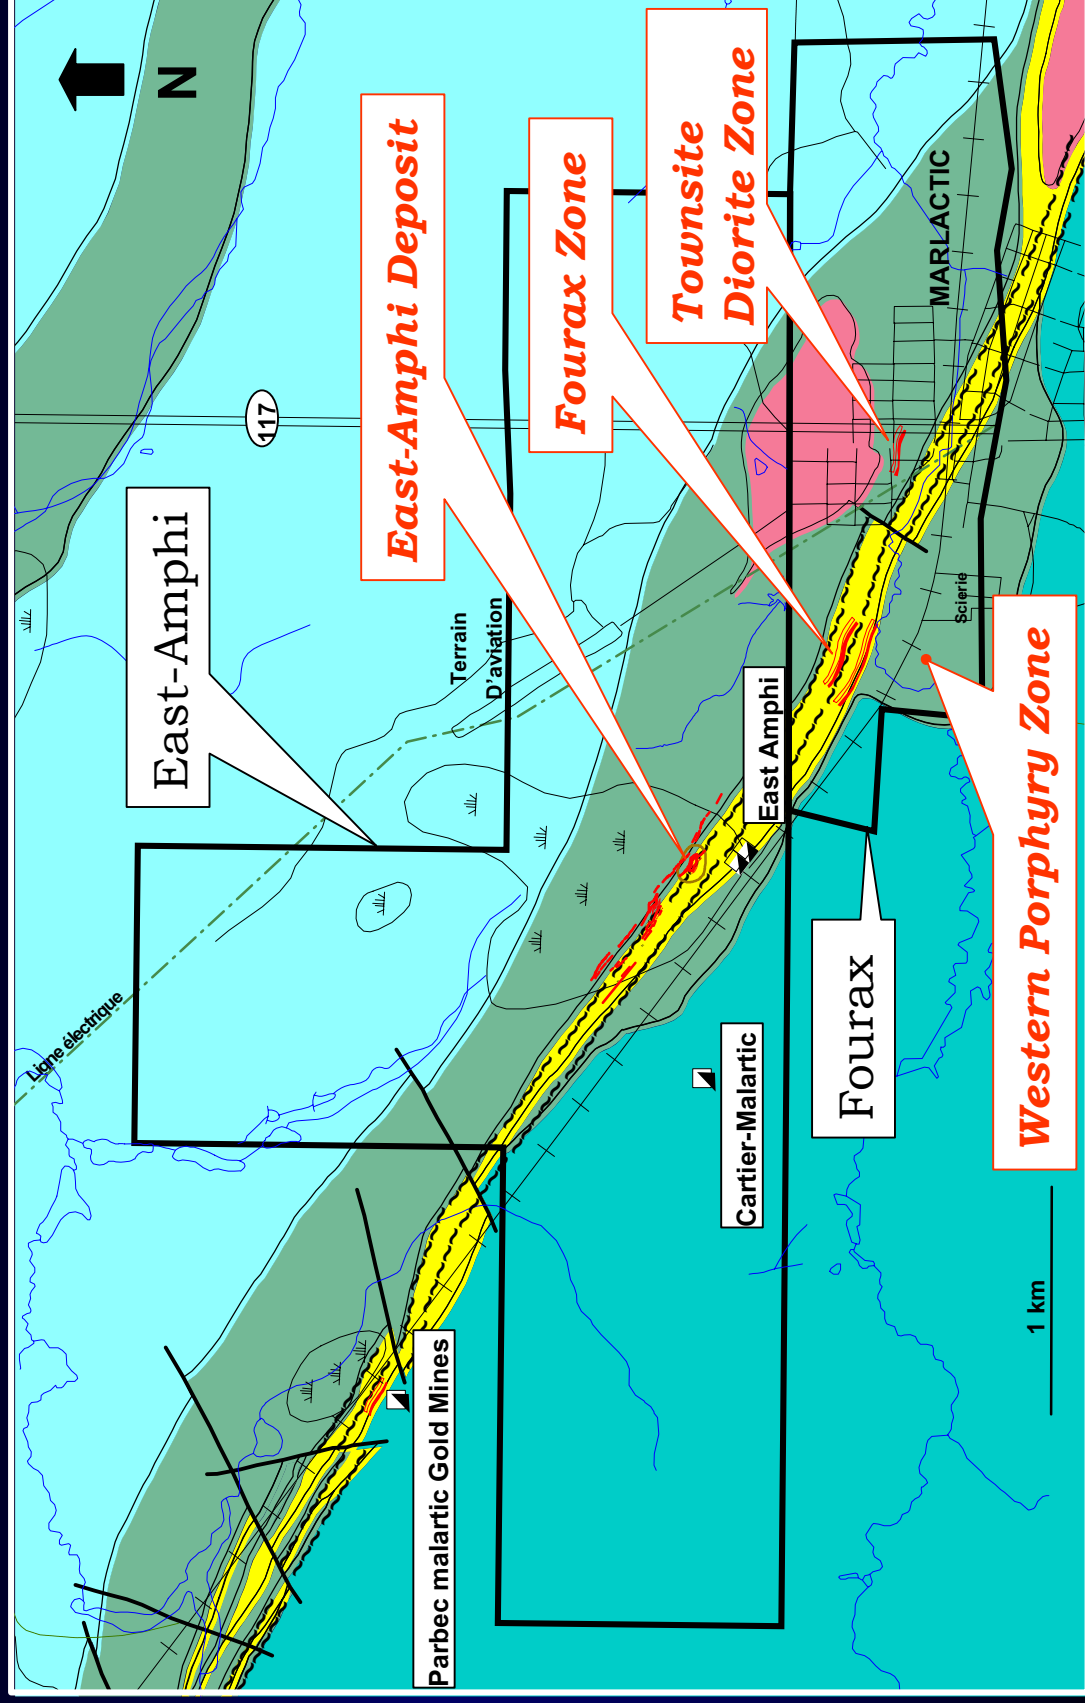 Ligne électrique
East-Amphi
N
117
East-Amphi Deposit
Parbec malartic Gold Mines
Terrain
D'aviation
Fourax Zone
Townsite
Diorite Zone
Cartier-Malartic
East Amphi
Fourax
MARLACTIC
Scierie
1 km
Western Porphyry Zone